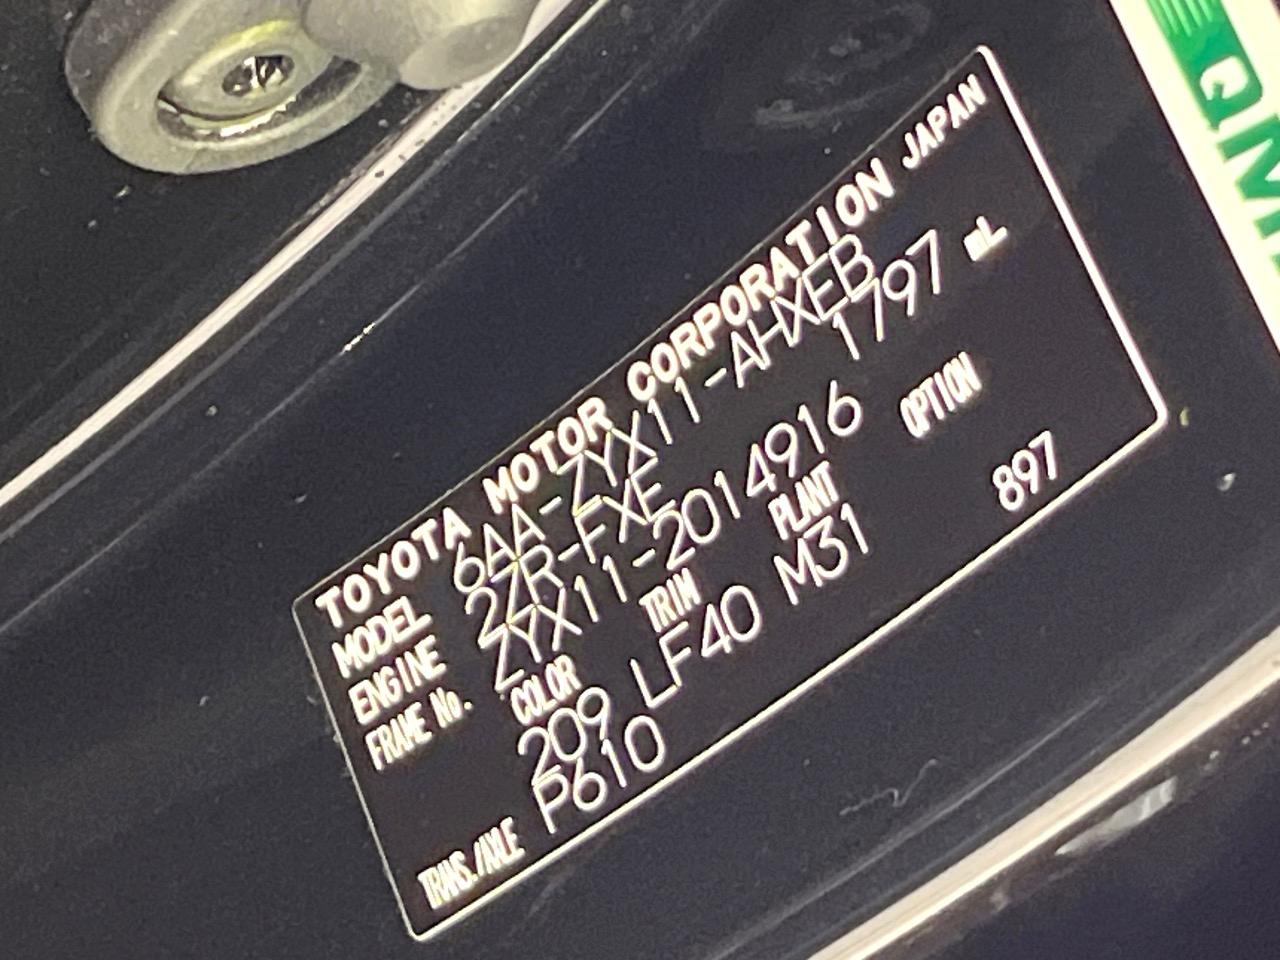 TOYOTA MOTOR CORPORATION JAPAN
MODEL 6AA-ZYX11-AHXEB
ENGINE 2ZR-FXE 1797 mL
FRAME No. ZYX11-2014916
COLOR TRIM PLANT OPTION
209 LF40 M31 897
TRANS./AXLE P610